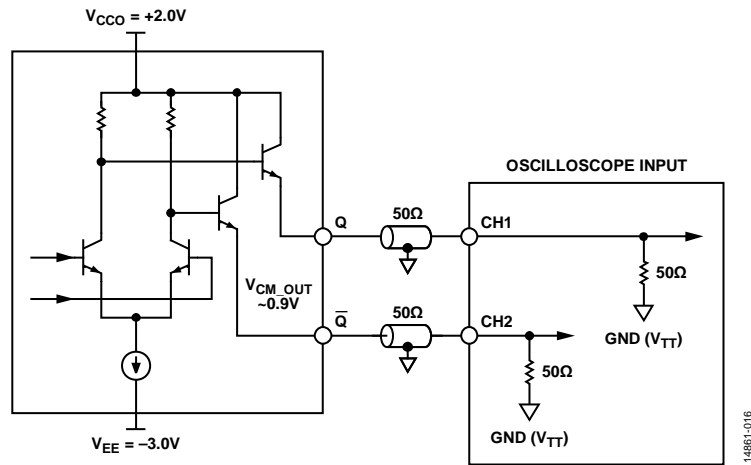 V_CCO = +2.0V
OSCILLOSCOPE INPUT
50Ω
Q
CH1
50Ω
V_CM_OUT
~0.9V
50Ω
Q̅
CH2
GND (V_TT)
50Ω
V_EE = −3.0V
GND (V_TT)
14861-016